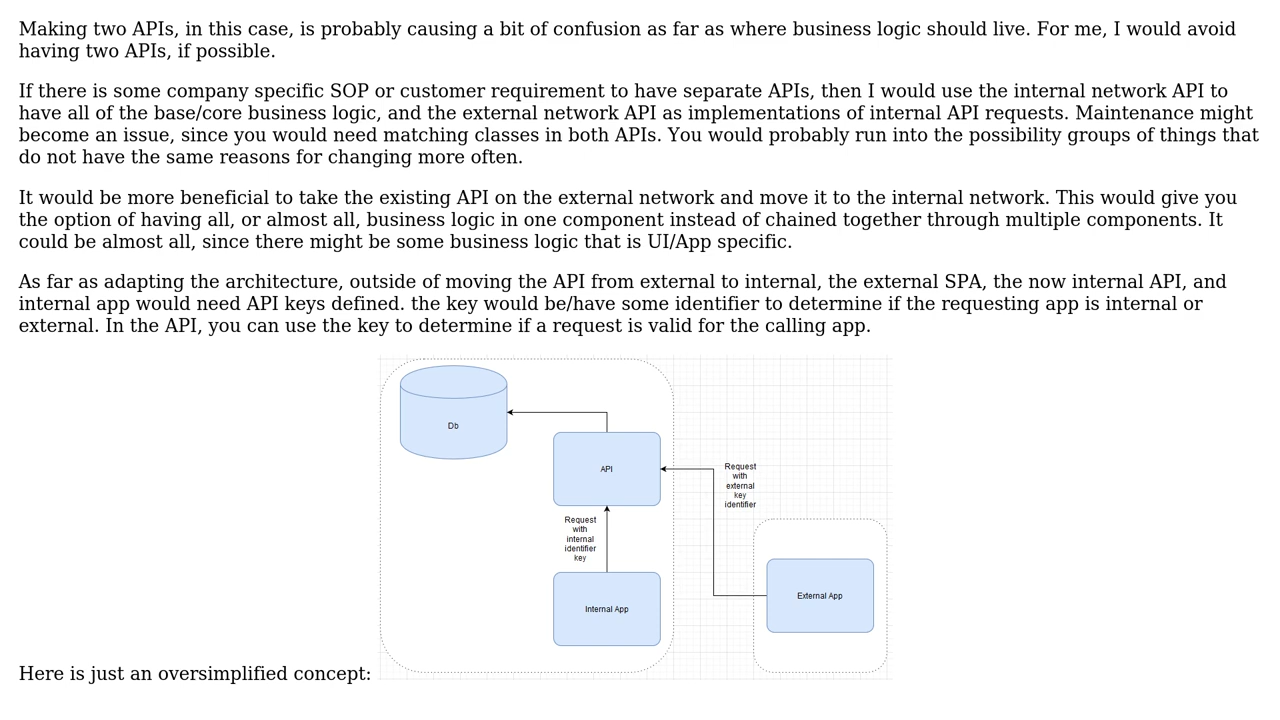 Making two APIs, in this case, is probably causing a bit of confusion as far as where business logic should live. For me, I would avoid
having two APIs, if possible.
If there is some company specific SOP or customer requirement to have separate APIs, then I would use the internal network API to
have all of the base/core business logic, and the external network API as implementations of internal API requests. Maintenance might
become an issue, since you would need matching classes in both APIs. You would probably run into the possibility groups of things that
do not have the same reasons for changing more often.
It would be more beneficial to take the existing API on the external network and move it to the internal network. This would give you
the option of having all, or almost all, business logic in one component instead of chained together through multiple components. It
could be almost all, since there might be some business logic that is UI/App specific.
As far as adapting the architecture, outside of moving the API from external to internal, the external SPA, the now internal API, and
internal app would need API keys defined. the key would be/have some identifier to determine if the requesting app is internal or
external. In the API, you can use the key to determine if a request is valid for the calling app.
Db
API
Request
with
external
key
identifier
Request
with
internal
identifier
key
Internal App
External App
Here is just an oversimplified concept: